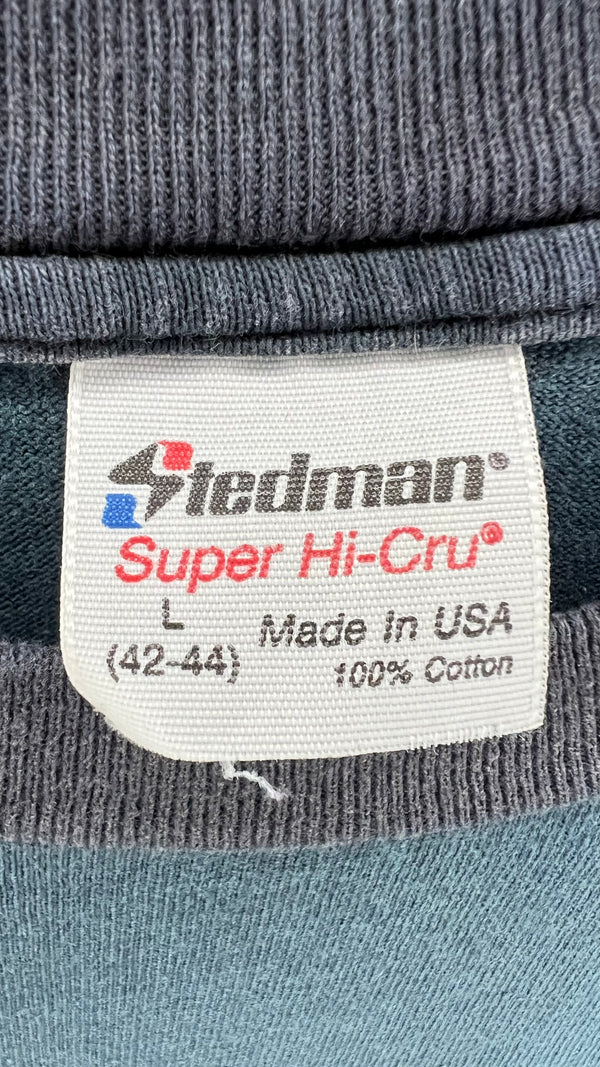 Stedman®
Super Hi-Cru®
L Made In USA
(42-44) 100% Cotton